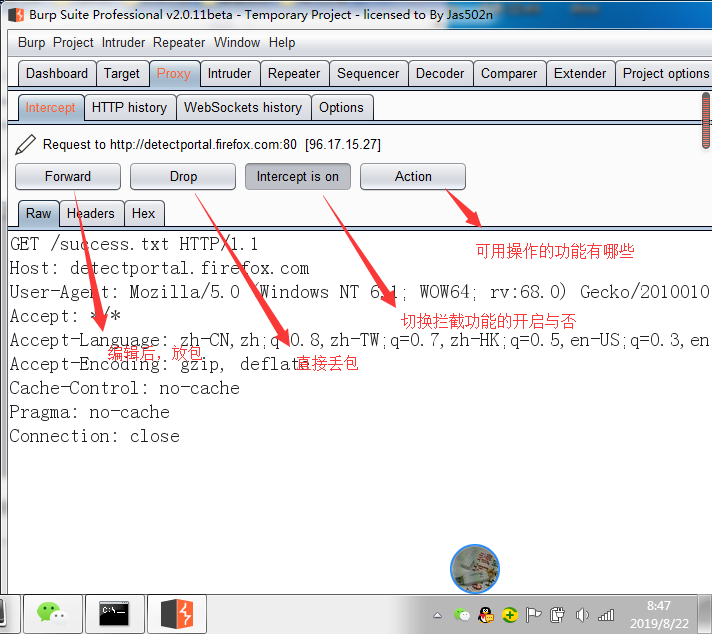 Burp Suite Professional v2.0.11beta - Temporary Project - licensed to By Jas502n
Burp Project Intruder Repeater Window Help
Dashboard Target Proxy Intruder Repeater Sequencer Decoder Comparer Extender Project options
Intercept HTTP history WebSockets history Options
Request to http://detectportal.firefox.com:80 [96.17.15.27]
Forward Drop Intercept is on Action
Raw Headers Hex
GET /success.txt HTTP/1.1
可用操作的功能有哪些
Host: detectportal.firefox.com
User-Agent: Mozilla/5.0 (Windows NT 6.1; WOW64; rv:68.0) Gecko/2010010
Accept: */*
切换拦截功能的开启与否
Accept-Language: zh-CN,zh;q=0.8,zh-TW;q=0.7,zh-HK;q=0.5,en-US;q=0.3,en
编辑后，放包
直接丢包
Accept-Encoding: gzip, deflate
Cache-Control: no-cache
Pragma: no-cache
Connection: close
C:\
8:47
2019/8/22